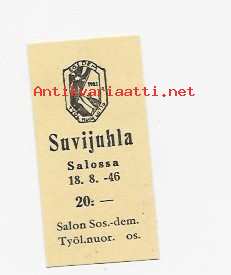 Antikvariaatti.net
Suvijuhla
Salossa
18. 8. -46
20: —
Salon Sos.-dem.
Työl.nuor. os.